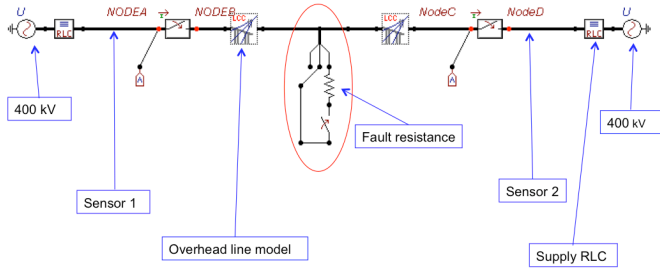 U
RLC
NODEA
NODEB
LCC
LCC
NodeC
NodeD
RLC
U
A
A
400 kV
400 kV
Fault resistance
Sensor 1
Sensor 2
Overhead line model
Supply RLC